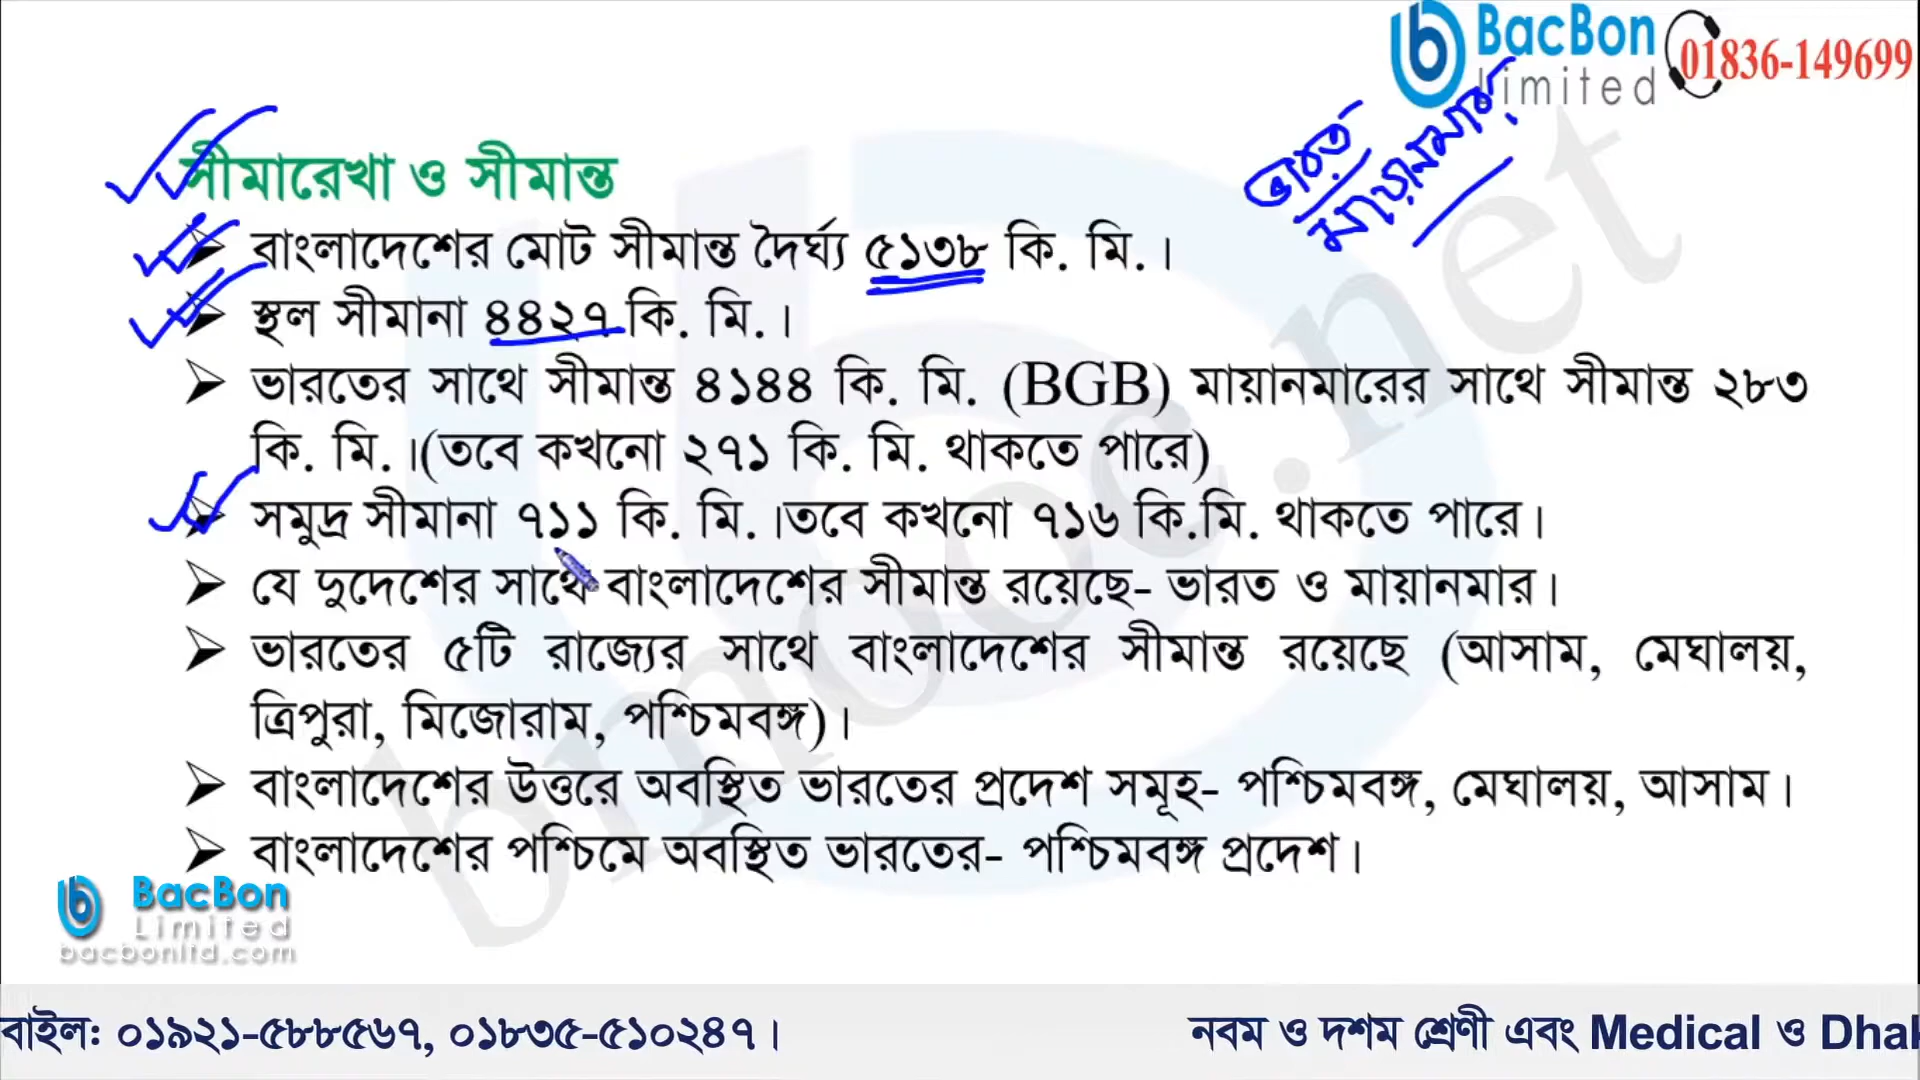 BacBon
Limited
01836-149699
ভারত
মায়ানমার
সীমারেখা ও সীমান্ত
➢ বাংলাদেশের মোট সীমান্ত দৈর্ঘ্য ৫১৩৮ কি. মি. ।
➢ স্থল সীমানা ৪৪২৭ কি. মি. ।
➢ ভারতের সাথে সীমান্ত ৪১৪৪ কি. মি. (BGB) মায়ানমারের সাথে সীমান্ত ২৮৩
কি. মি. ।(তবে কখনো ২৭১ কি. মি. থাকতে পারে)
➢ সমুদ্র সীমানা ৭১১ কি. মি. ।তবে কখনো ৭১৬ কি.মি. থাকতে পারে।
➢ যে দুদেশের সাথে বাংলাদেশের সীমান্ত রয়েছে- ভারত ও মায়ানমার।
➢ ভারতের ৫টি রাজ্যের সাথে বাংলাদেশের সীমান্ত রয়েছে (আসাম, মেঘালয়,
ত্রিপুরা, মিজোরাম, পশ্চিমবঙ্গ)।
➢ বাংলাদেশের উত্তরে অবস্থিত ভারতের প্রদেশ সমূহ- পশ্চিমবঙ্গ, মেঘালয়, আসাম।
➢ বাংলাদেশের পশ্চিমে অবস্থিত ভারতের- পশ্চিমবঙ্গ প্রদেশ।
bmooc.net
BacBon
Limited
bacbonltd.com
বাইল: ০১৯২১-৫৮৮৫৬৭, ০১৮৩৫-৫১০২৪৭। নবম ও দশম শ্রেণী এবং Medical ও Dhak